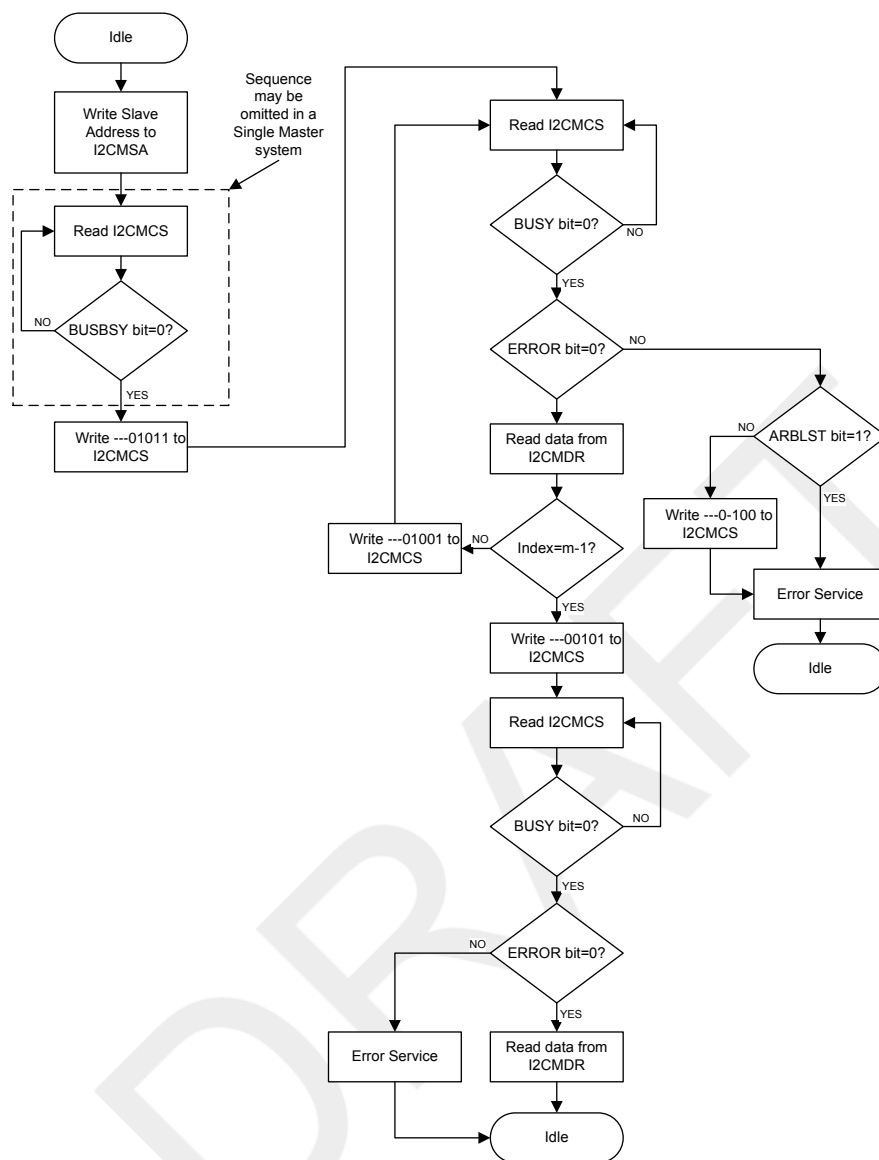 Idle
Write Slave
Address to
I2CMSA
Sequence
may be
omitted in a
Single Master
system
Read I2CMCS
BUSBSY bit=0?
NO
YES
Write ---01011 to
I2CMCS
Read I2CMCS
BUSY bit=0?
NO
YES
ERROR bit=0?
NO
YES
ARBLST bit=1?
NO
YES
Write ---0-100 to
I2CMCS
Error Service
Idle
Read data from
I2CMDR
Index=m-1?
NO
Write ---01001 to
I2CMCS
YES
Write ---00101 to
I2CMCS
Read I2CMCS
BUSY bit=0?
NO
YES
ERROR bit=0?
NO
YES
Error Service
Read data from
I2CMDR
Idle
DRAFT